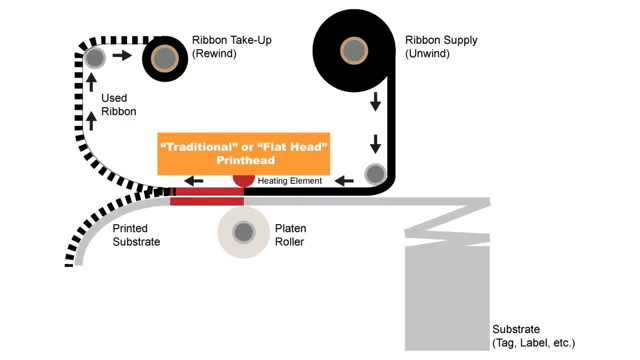 Ribbon Take-Up
(Rewind)
Ribbon Supply
(Unwind)
Used
Ribbon
“Traditional” or “Flat Head”
Printhead
Heating Element
Printed
Substrate
Platen
Roller
Substrate
(Tag, Label, etc.)